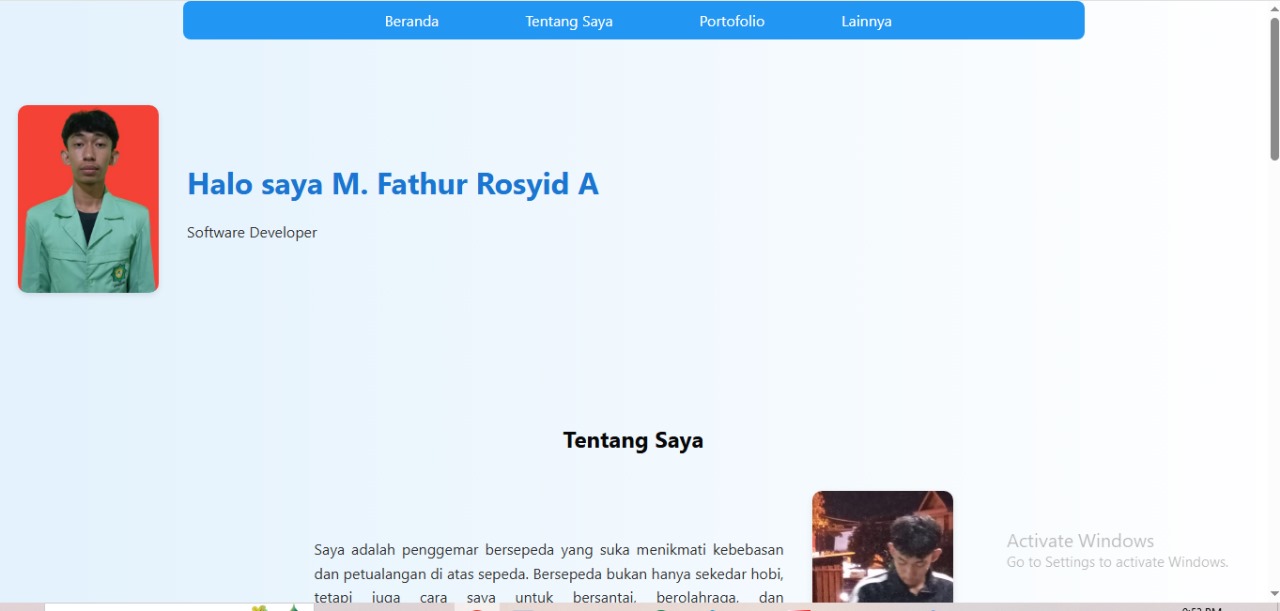 Beranda Tentang Saya Portofolio Lainnya
Halo saya M. Fathur Rosyid A
Software Developer
Tentang Saya
Saya adalah penggemar bersepeda yang suka menikmati kebebasan
dan petualangan di atas sepeda. Bersepeda bukan hanya sekedar hobi,
tetapi juga cara saya untuk bersantai, berolahraga, dan
Activate Windows
Go to Settings to activate Windows.